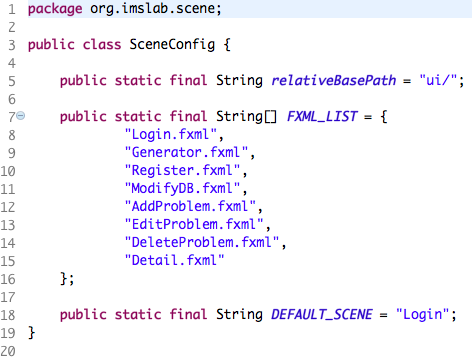 1 package org.imslab.scene;
2
3 public class SceneConfig {
4
5     public static final String relativeBasePath = "ui/";
6
7     public static final String[] FXML_LIST = {
8             "Login.fxml",
9             "Generator.fxml",
10             "Register.fxml",
11             "ModifyDB.fxml",
12             "AddProblem.fxml",
13             "EditProblem.fxml",
14             "DeleteProblem.fxml",
15             "Detail.fxml"
16     };
17
18     public static final String DEFAULT_SCENE = "Login";
19 }
20